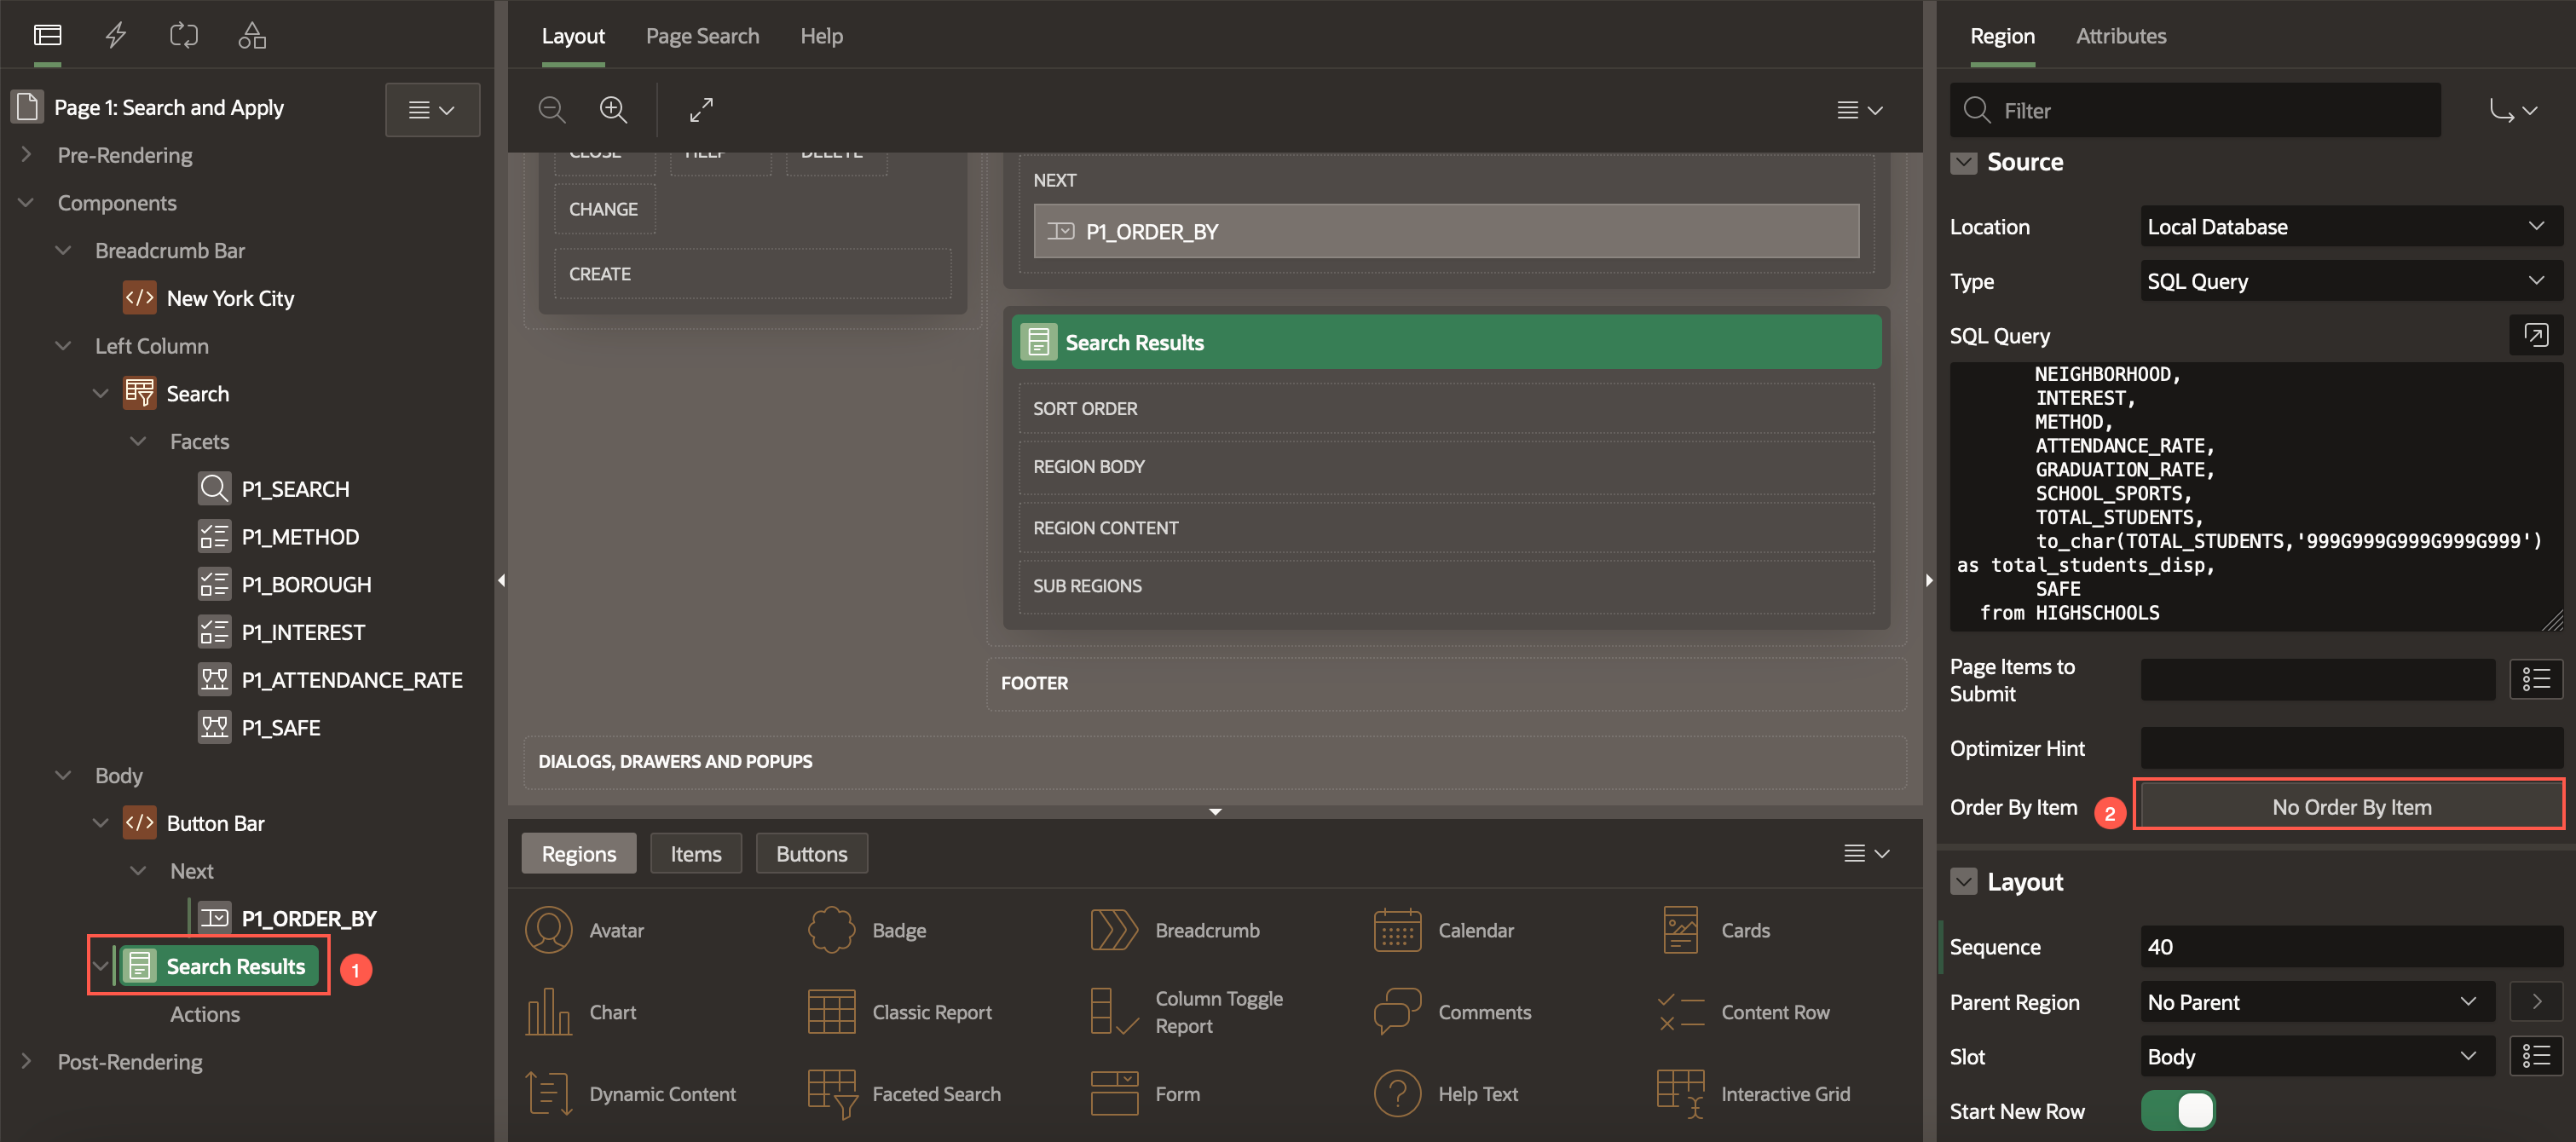 Page 1: Search and Apply
Pre-Rendering
Components
Breadcrumb Bar
New York City
Left Column
Search
Facets
P1_SEARCH
P1_METHOD
P1_BOROUGH
P1_INTEREST
P1_ATTENDANCE_RATE
P1_SAFE
Body
Button Bar
Next
P1_ORDER_BY
Search Results
1
Actions
Post-Rendering
Layout Page Search Help
CLOSE HELP DELETE
CHANGE
CREATE
NEXT
P1_ORDER_BY
Search Results
SORT ORDER
REGION BODY
REGION CONTENT
SUB REGIONS
FOOTER
DIALOGS, DRAWERS AND POPUPS
Regions Items Buttons
Avatar Badge Breadcrumb Calendar Cards
Chart Classic Report Column Toggle
Report Comments Content Row
Dynamic Content Faceted Search Form Help Text Interactive Grid
Region Attributes
Filter
Source
Location Local Database
Type SQL Query
SQL Query
NEIGHBORHOOD,
INTEREST,
METHOD,
ATTENDANCE_RATE,
GRADUATION_RATE,
SCHOOL_SPORTS,
TOTAL_STUDENTS,
to_char(TOTAL_STUDENTS,'999G999G999G999G999')
as total_students_disp,
SAFE
from HIGHSCHOOLS
Page Items to
Submit
Optimizer Hint
Order By Item 2 No Order By Item
Layout
Sequence 40
Parent Region No Parent
Slot Body
Start New Row